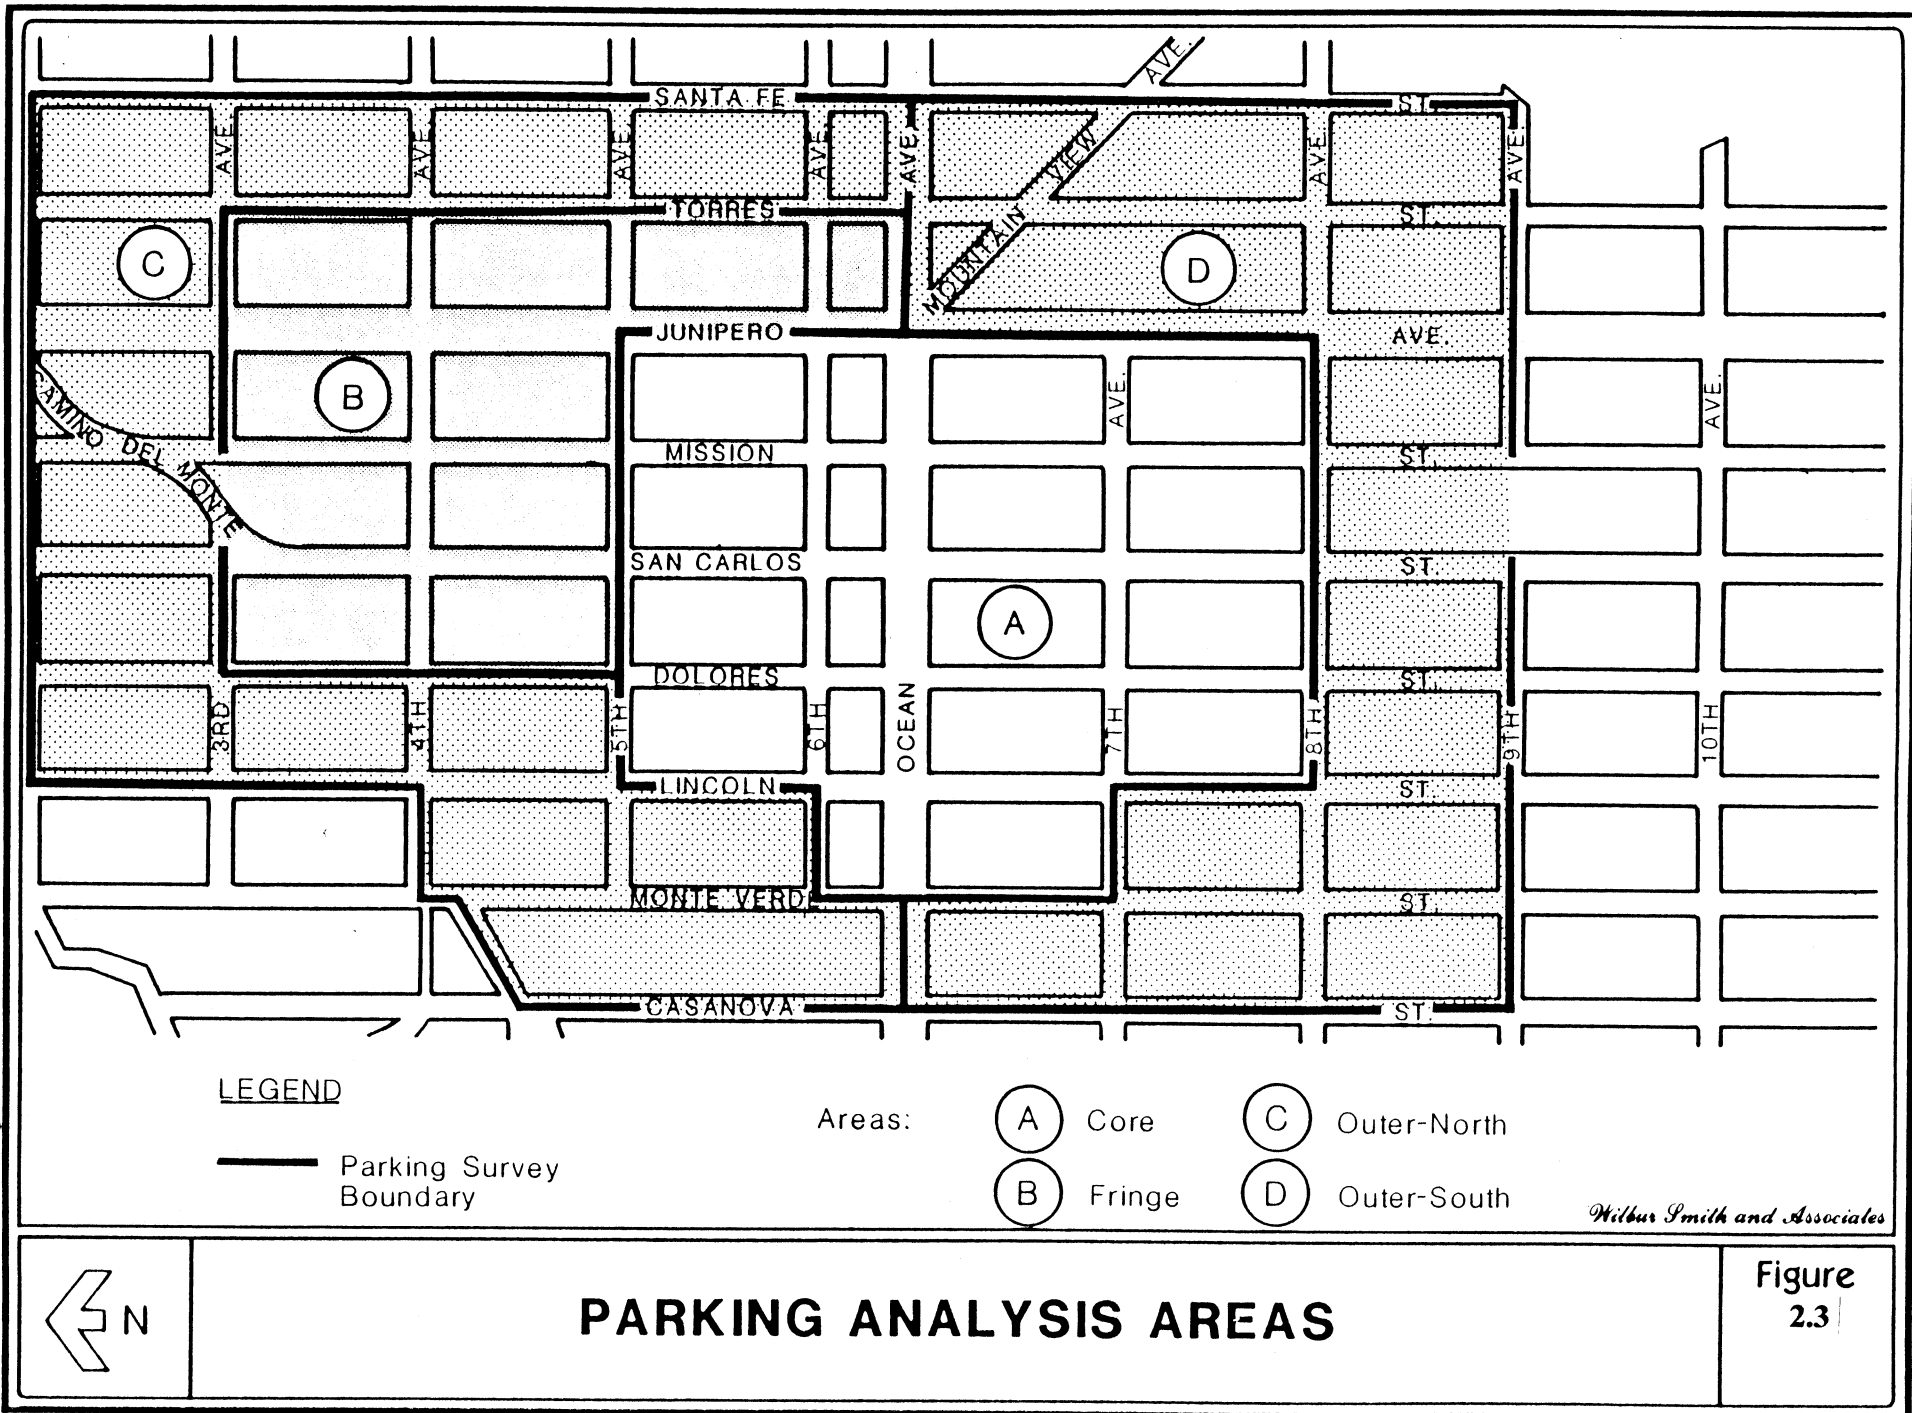 AVE.
SANTA FE ST.
AVE. AVE. AVE. AVE. AVE. AVE. AVE.
MOUNTAIN VIEW
TORRES ST.
C
D
JUNIPERO AVE.
B
AVE. AVE.
CAMINO DEL MONTE
MISSION ST.
SAN CARLOS ST.
A
DOLORES ST.
3RD 4TH 5TH 6TH OCEAN 7TH 8TH 9TH 10TH
LINCOLN ST.
MONTE VERDE ST.
CASANOVA ST.
LEGEND
Parking Survey
Boundary
Areas:
A Core
B Fringe
C Outer-North
D Outer-South
Wilbur Smith and Associates
N
PARKING ANALYSIS AREAS
Figure
2.3